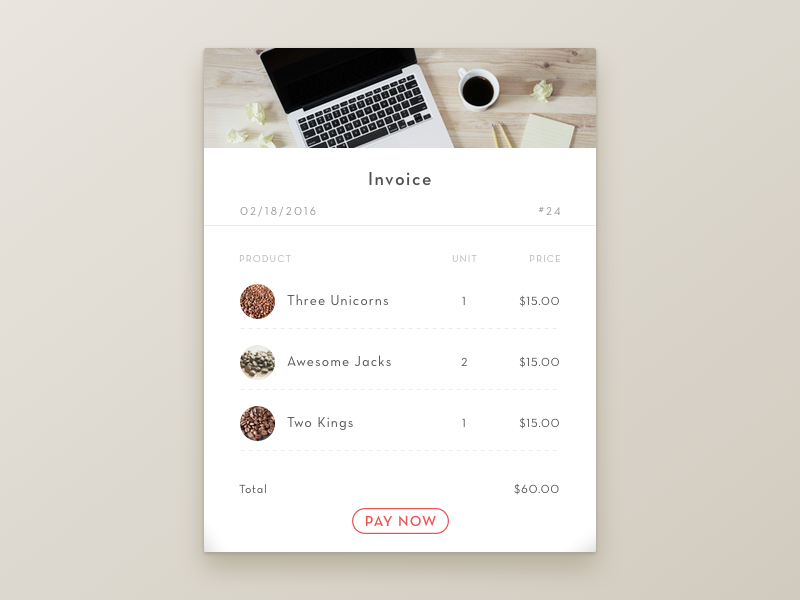 Invoice
02/18/2016 #24
PRODUCT UNIT PRICE
Three Unicorns 1 $15.00
Awesome Jacks 2 $15.00
Two Kings 1 $15.00
Total $60.00
PAY NOW